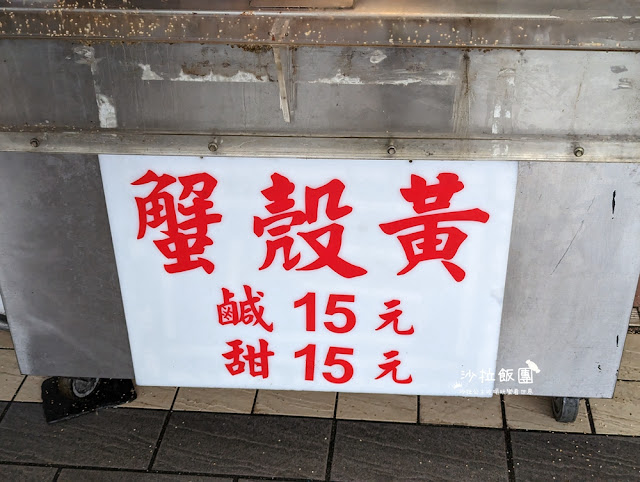 蟹殼黃
鹹 15 元
甜 15 元
沙拉飯團